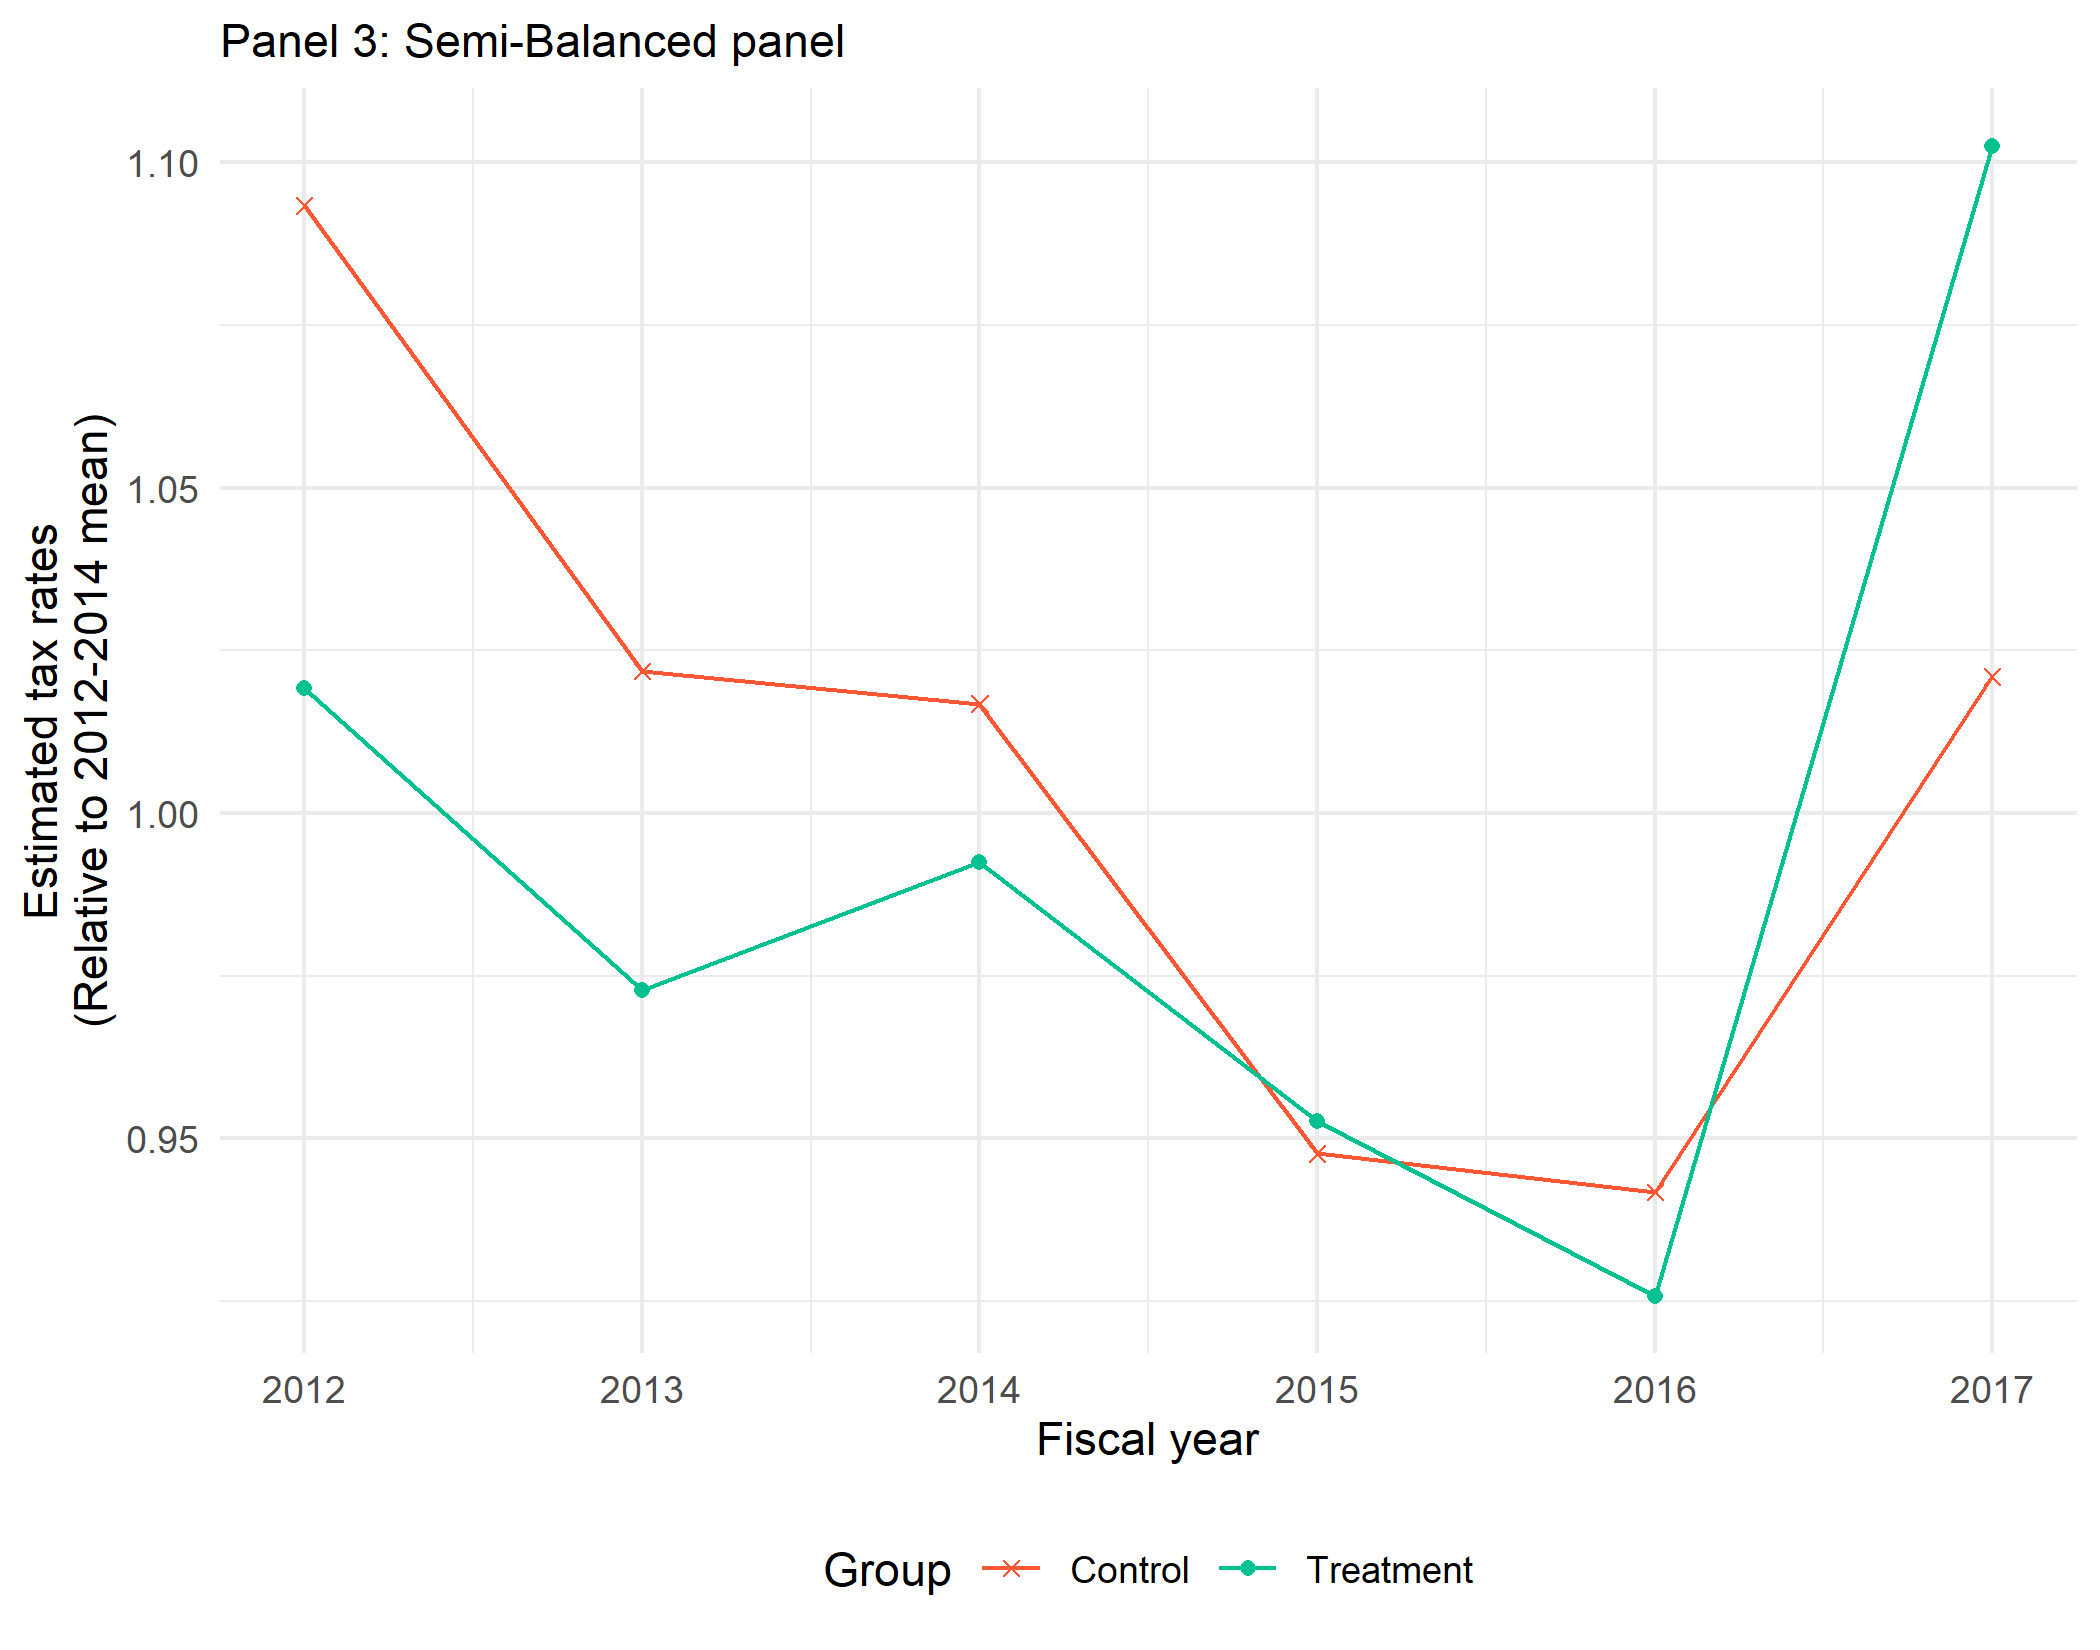 Panel 3: Semi-Balanced panel
Estimated tax rates
(Relative to 2012-2014 mean)
1.10
1.05
1.00
0.95
2012 2013 2014 2015 2016 2017
Fiscal year
Group Control Treatment